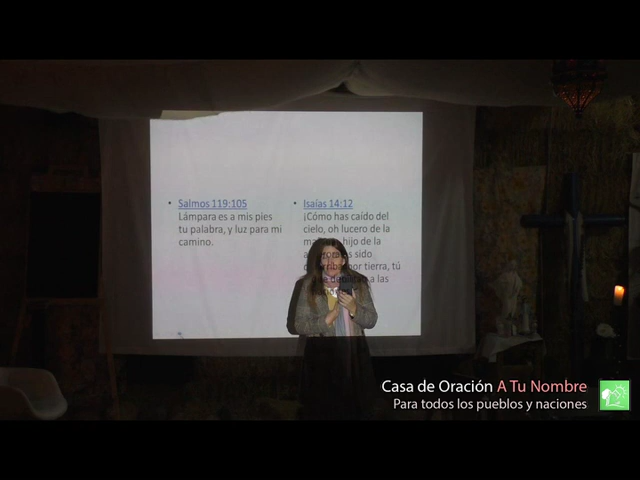 • Salmos 119:105
Lámpara es a mis pies
tu palabra, y luz para mi
camino.
• Isaías 14:12
¡Cómo has caído del
cielo, oh lucero de la
hijo de la
sido
por tierra, tú
a las
Casa de Oración A Tu Nombre
Para todos los pueblos y naciones